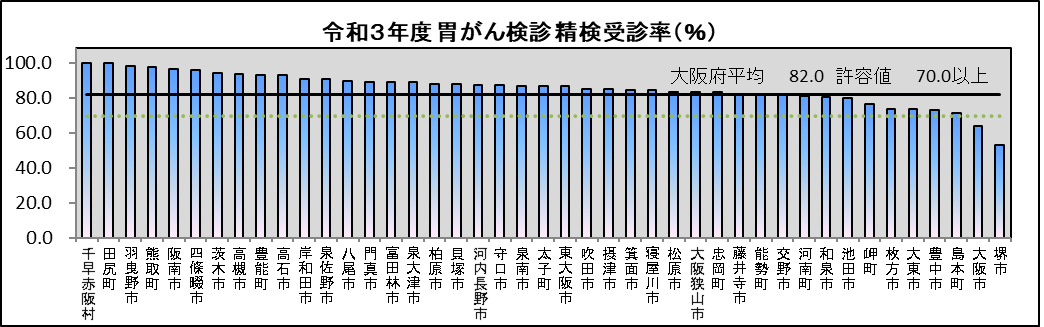 令和３年度 胃がん検診 精検受診率（％）
大阪府平均 82.0 許容値 70.0以上
100.0
80.0
60.0
40.0
20.0
0.0
千早赤阪村
田尻町
羽曳野市
熊取町
阪南市
四條畷市
茨木市
高槻市
豊能町
高石市
岸和田市
泉佐野市
八尾市
門真市
富田林市
泉大津市
柏原市
貝塚市
河内長野市
守口市
泉南市
太子町
東大阪市
吹田市
摂津市
箕面市
寝屋川市
松原市
大阪狭山市
忠岡町
藤井寺市
能勢町
交野市
河南町
和泉市
池田市
岬町
枚方市
大東市
豊中市
島本町
大阪市
堺市